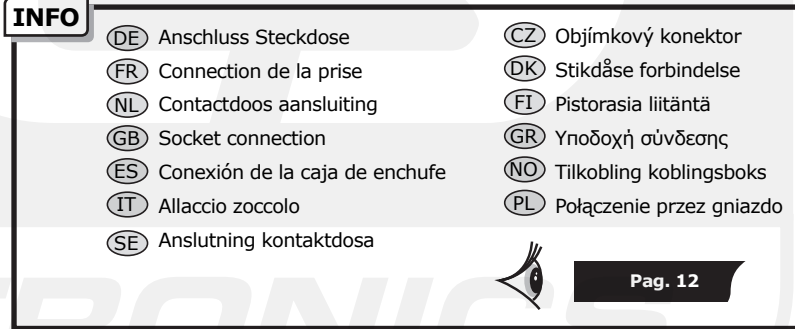 INFO
DE Anschluss Steckdose
FR Connection de la prise
NL Contactdoos aansluiting
GB Socket connection
ES Conexión de la caja de enchufe
IT Allaccio zoccolo
SE Anslutning kontaktdosa
CZ Objímkový konektor
DK Stikdåse forbindelse
FI Pistorasia liitäntä
GR Υποδοχή σύνδεσης
NO Tilkobling koblingsboks
PL Połączenie przez gniazdo
Pag. 12
TRONICS